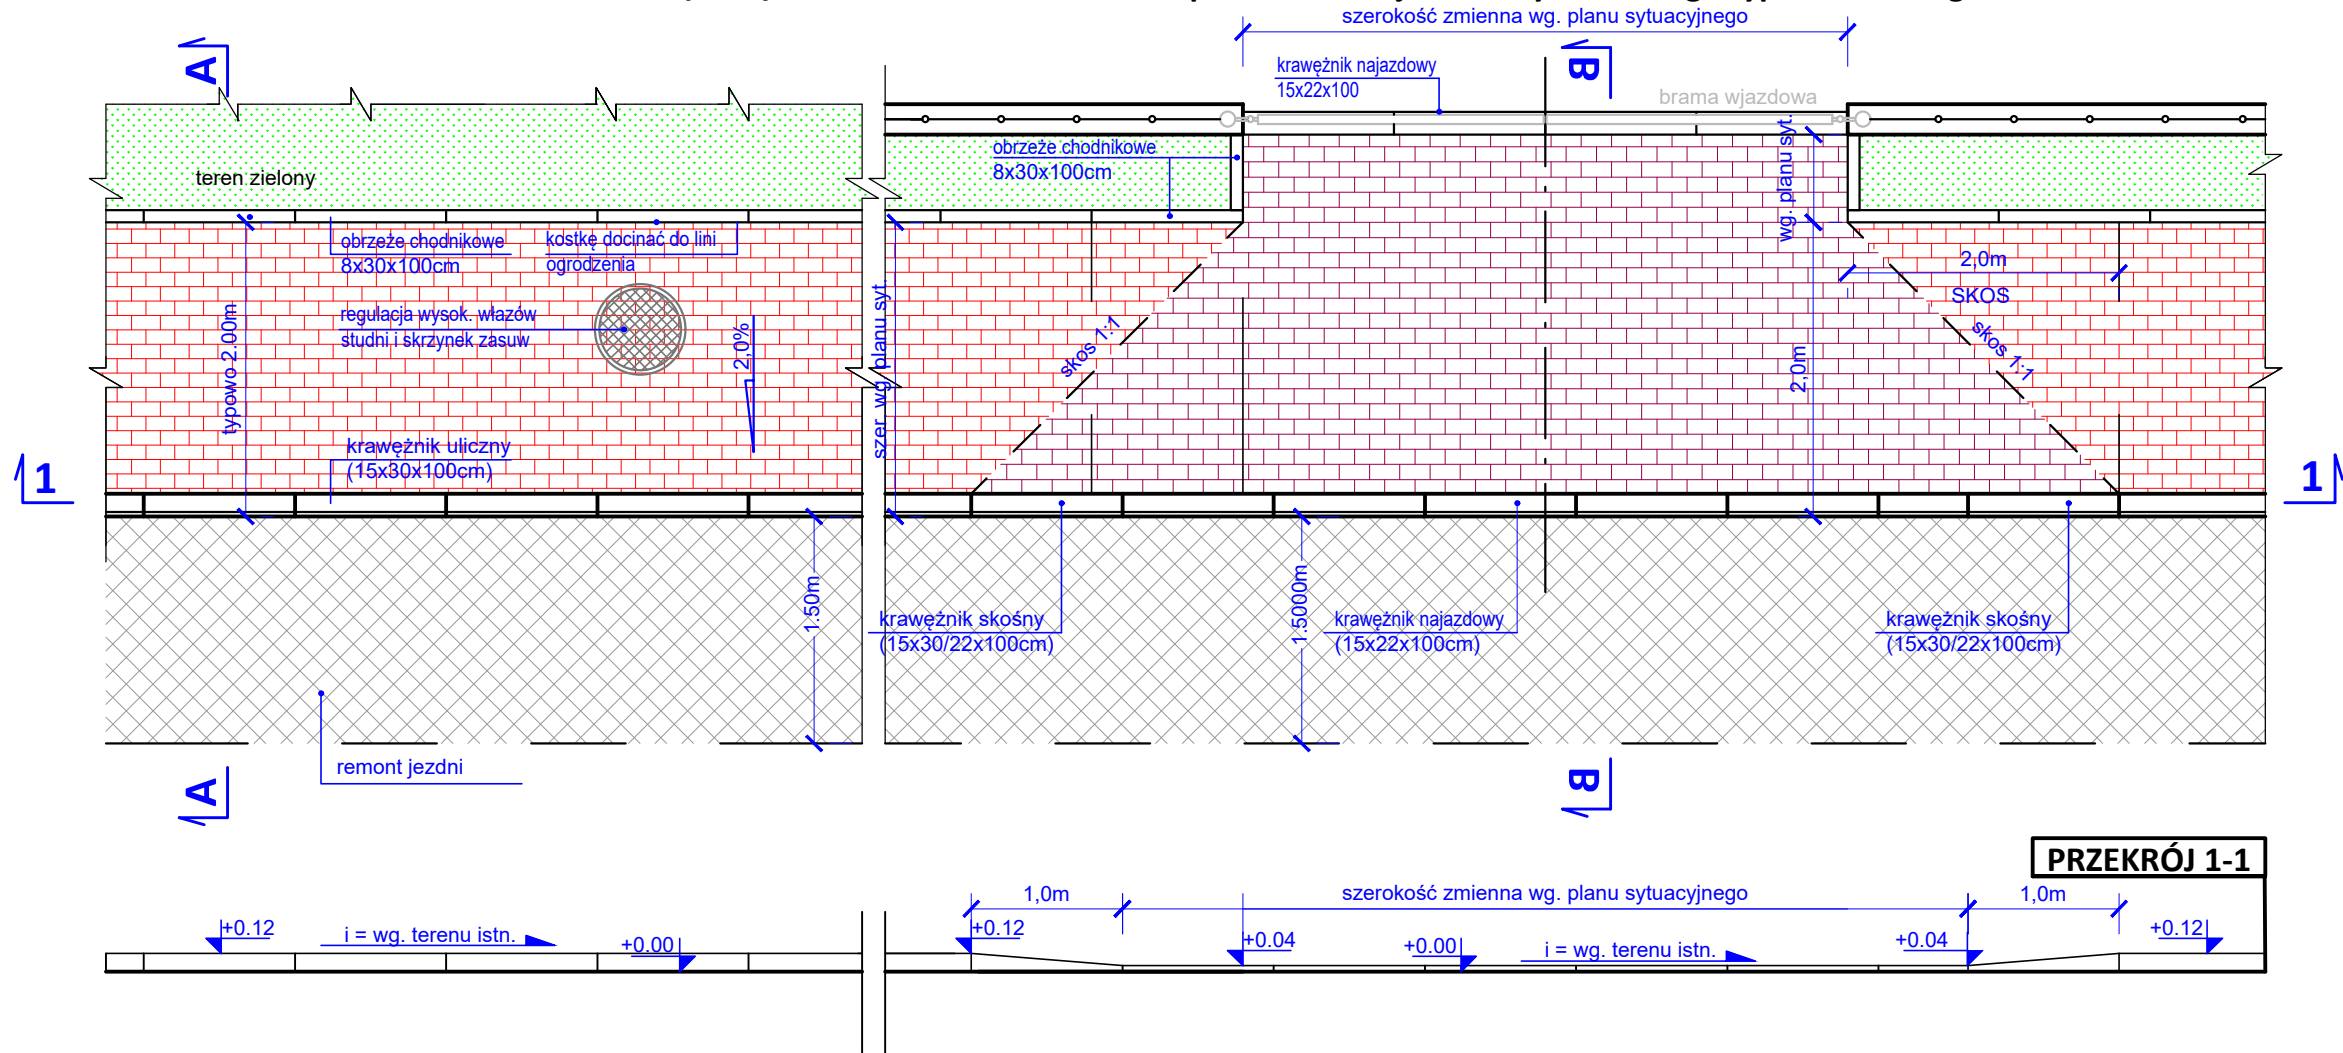 szerokość zmienna wg. planu sytuacyjnego
A
B
krawężnik najazdowy
15x22x100
brama wjazdowa
obrzeże chodnikowe
8x30x100cm
wg. planu syt.
teren zielony
obrzeże chodnikowe
8x30x100cm
kostkę docinać do lini
ogrodzenia
2,0m
SKOS
regulacja wysok. włazów
studni i skrzynek zasuw
typowo 2.00m
2,0%
szer. wg. planu syt.
skos 1:1
2,0m
skos 1:1
krawężnik uliczny
(15x30x100cm)
1
1
1.50m
1.5000m
krawężnik skośny
(15x30/22x100cm)
krawężnik najazdowy
(15x22x100cm)
krawężnik skośny
(15x30/22x100cm)
remont jezdni
A
B
PRZEKRÓJ 1-1
1,0m
szerokość zmienna wg. planu sytuacyjnego
1,0m
+0.12
i = wg. terenu istn.
+0.00
+0.12
+0.04
+0.00
i = wg. terenu istn.
+0.04
+0.12